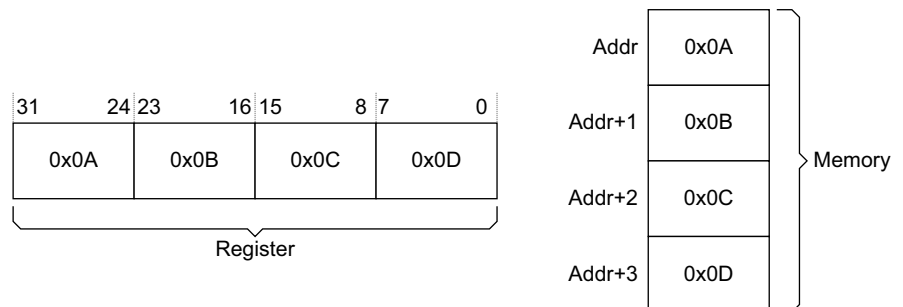 31 24 23 16 15 8 7 0
0x0A 0x0B 0x0C 0x0D
Register
Addr 0x0A
Addr+1 0x0B
Addr+2 0x0C
Addr+3 0x0D
Memory